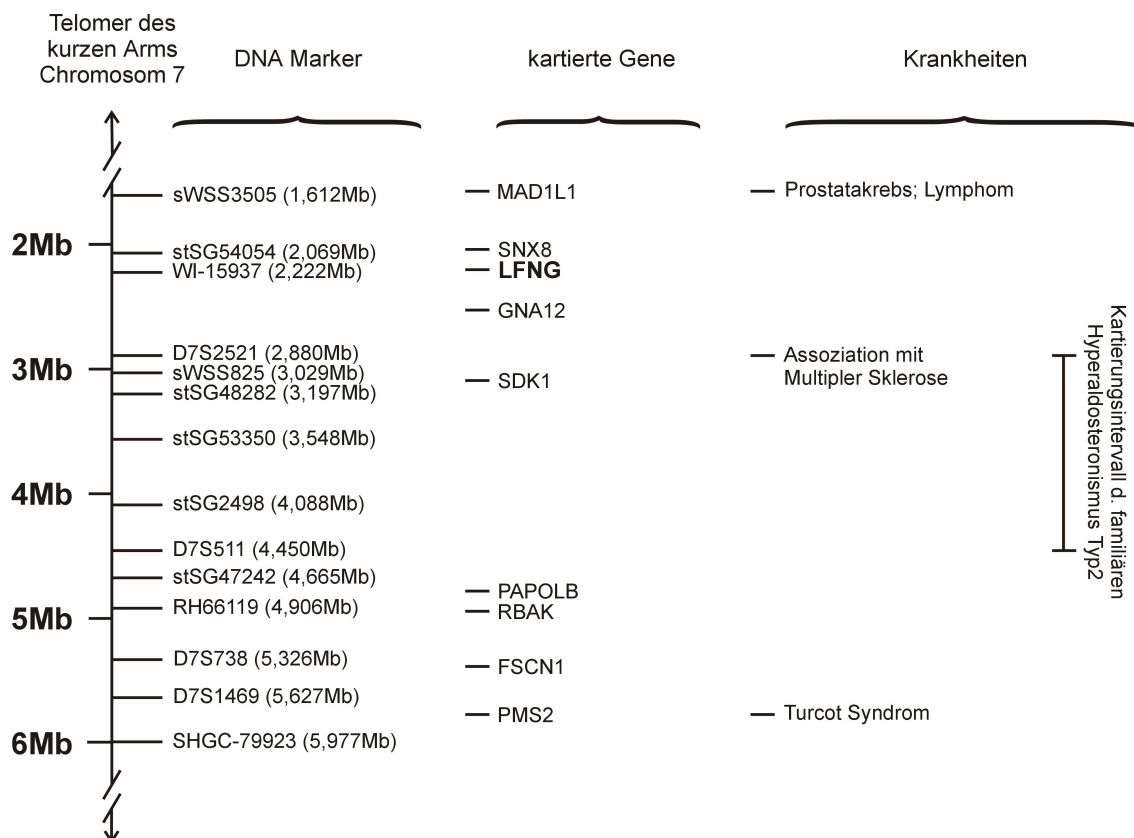 Telomer des
kurzen Arms
Chromosom 7
DNA Marker
kartierte Gene
Krankheiten
2Mb
3Mb
4Mb
5Mb
6Mb
sWSS3505 (1,612Mb)
stSG54054 (2,069Mb)
WI-15937 (2,222Mb)
D7S2521 (2,880Mb)
sWSS825 (3,029Mb)
stSG48282 (3,197Mb)
stSG53350 (3,548Mb)
stSG2498 (4,088Mb)
D7S511 (4,450Mb)
stSG47242 (4,665Mb)
RH66119 (4,906Mb)
D7S738 (5,326Mb)
D7S1469 (5,627Mb)
SHGC-79923 (5,977Mb)
MAD1L1
SNX8
LFNG
GNA12
SDK1
PAPOLB
RBAK
FSCN1
PMS2
Prostatakrebs; Lymphom
Assoziation mit
Multipler Sklerose
Turcot Syndrom
Kartierungsintervall d. familiären
Hyperaldosteronismus Typ2